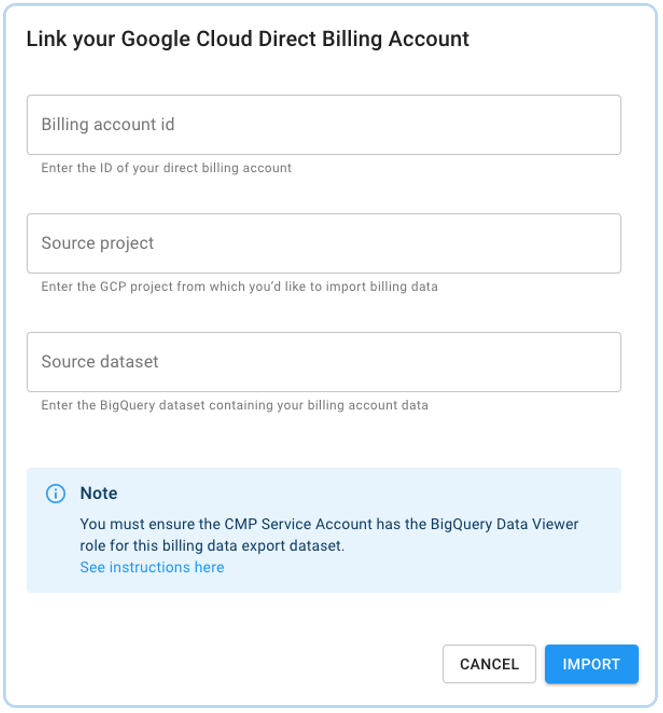 Link your Google Cloud Direct Billing Account
Billing account id
Enter the ID of your direct billing account
Source project
Enter the GCP project from which you’d like to import billing data
Source dataset
Enter the BigQuery dataset containing your billing account data
Note
You must ensure the CMP Service Account has the BigQuery Data Viewer
role for this billing data export dataset.
See instructions here
CANCEL
IMPORT